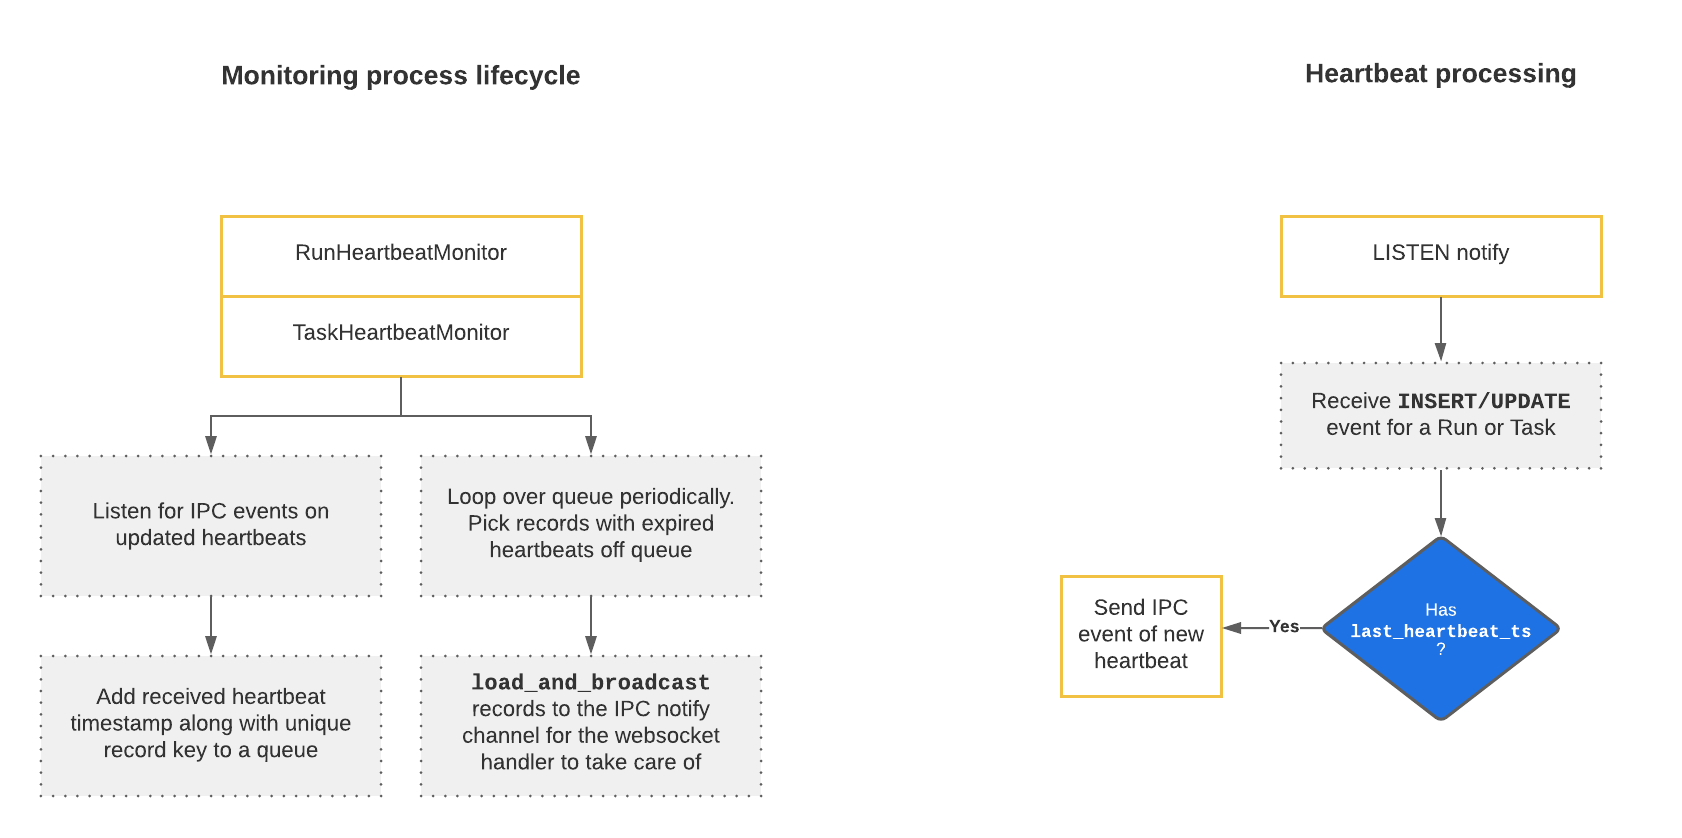 Monitoring process lifecycle
RunHeartbeatMonitor
TaskHeartbeatMonitor
Listen for IPC events on
updated heartbeats
Add received heartbeat
timestamp along with unique
record key to a queue
Loop over queue periodically.
Pick records with expired
heartbeats off queue
load_and_broadcast
records to the IPC notify
channel for the websocket
handler to take care of
Heartbeat processing
LISTEN notify
Receive INSERT/UPDATE
event for a Run or Task
Has
last_heartbeat_ts
?
Yes
Send IPC
event of new
heartbeat